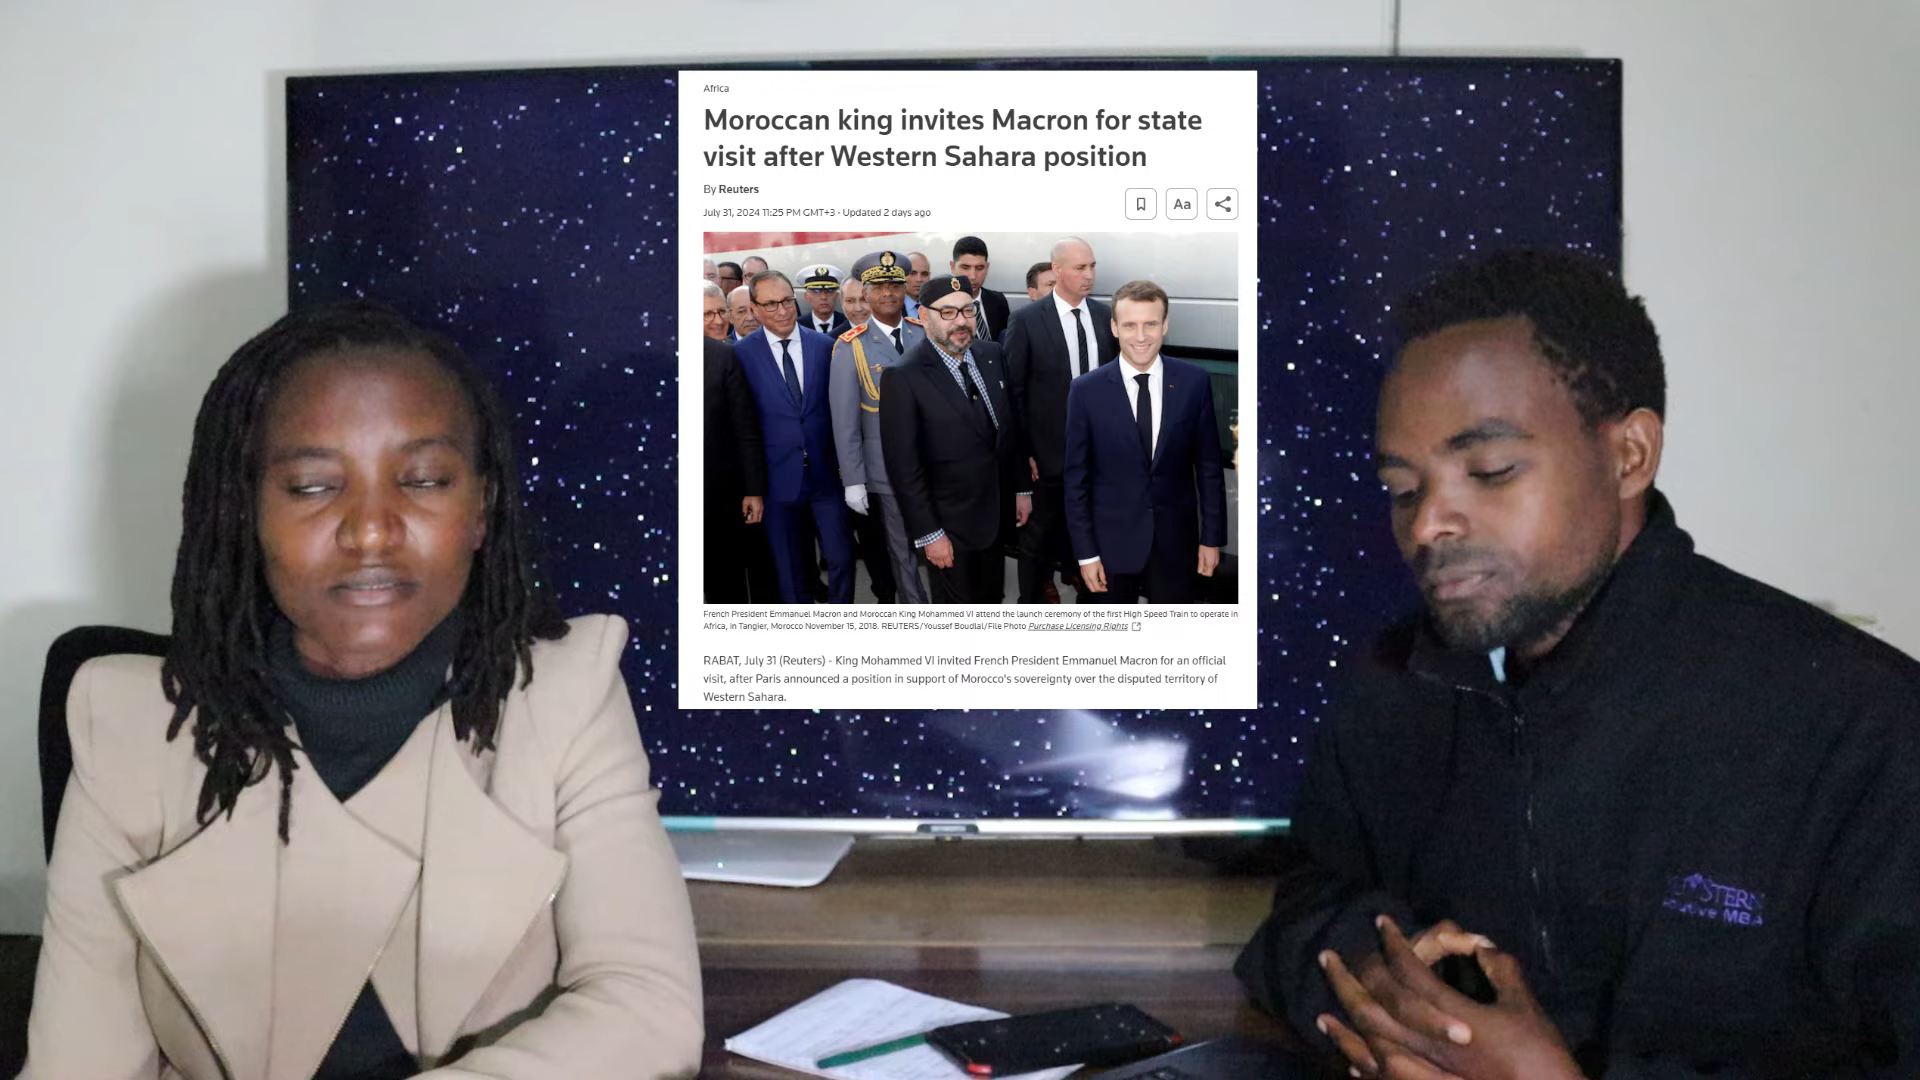 Africa
Moroccan king invites Macron for state
visit after Western Sahara position
By Reuters
July 31, 2024 11:25 PM GMT+3 · Updated 2 days ago
Aa
French President Emmanuel Macron and Moroccan King Mohammed VI attend the launch ceremony of the first High Speed Train to operate in
Africa, in Tangier, Morocco November 15, 2018. REUTERS/Youssef Boudlal/File Photo Purchase Licensing Rights
RABAT, July 31 (Reuters) - King Mohammed VI invited French President Emmanuel Macron for an official
visit, after Paris announced a position in support of Morocco's sovereignty over the disputed territory of
Western Sahara.
MBA